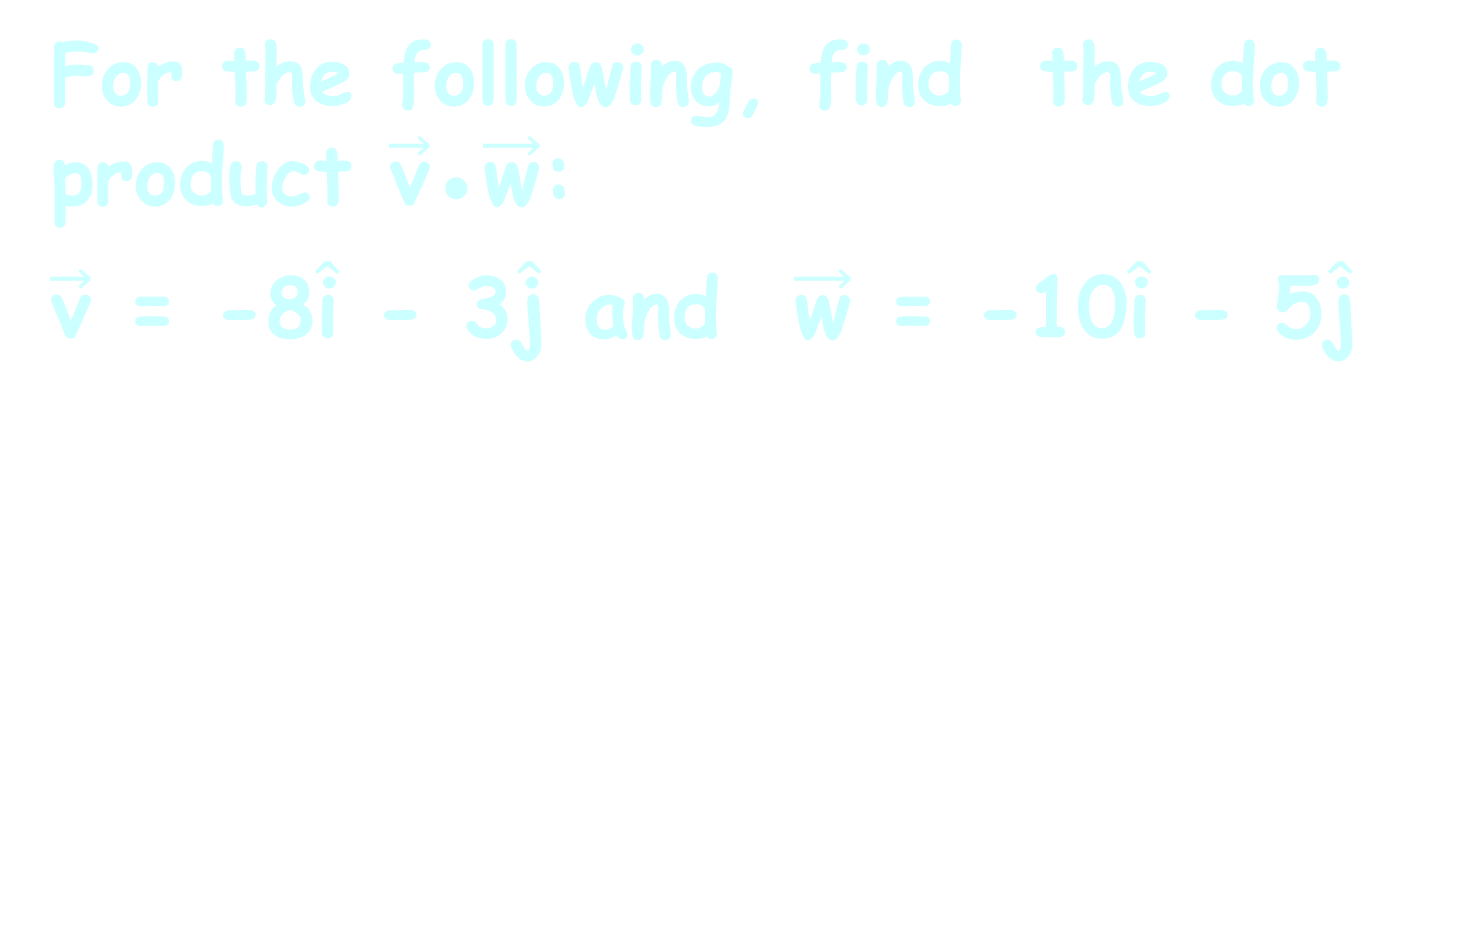 For the following, find the dot
product v⃗ • w⃗:
v⃗ = -8î - 3ĵ and w⃗ = -10î - 5ĵ